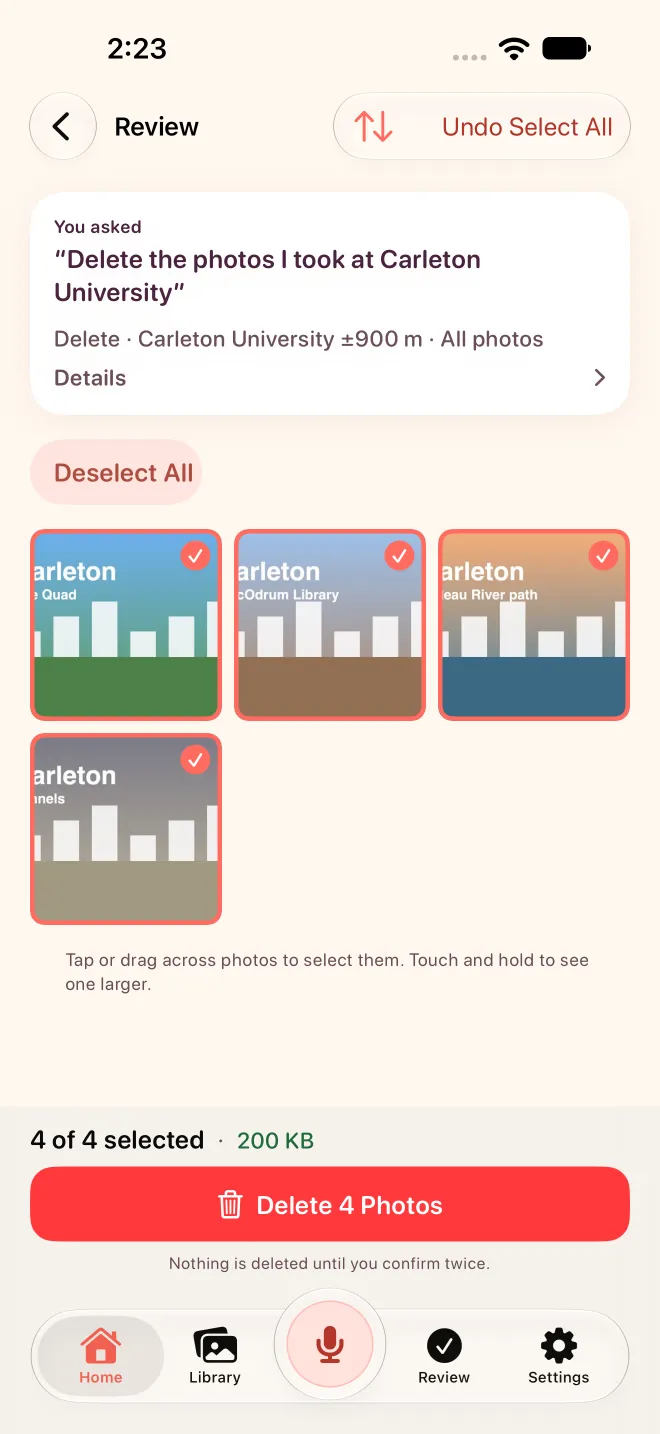 2:23
Review
Undo Select All
You asked
“Delete the photos I took at Carleton
University”
Delete · Carleton University ±900 m · All photos
Details
Deselect All
arleton
e Quad
arleton
cOdrum Library
arleton
eau River path
arleton
nnels
Tap or drag across photos to select them. Touch and hold to see
one larger.
4 of 4 selected · 200 KB
Delete 4 Photos
Nothing is deleted until you confirm twice.
Home
Library
Review
Settings